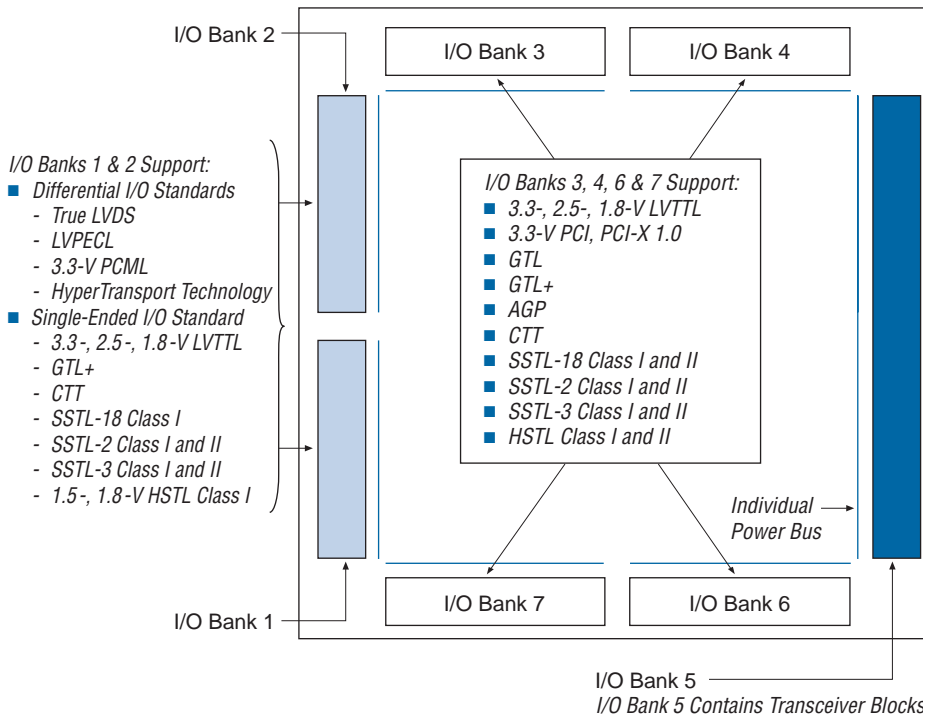 I/O Bank 2
I/O Bank 3
I/O Bank 4
I/O Banks 1 & 2 Support:
■ Differential I/O Standards
- True LVDS
- LVPECL
- 3.3-V PCML
- HyperTransport Technology
■ Single-Ended I/O Standard
- 3.3-, 2.5-, 1.8-V LVTTL
- GTL+
- CTT
- SSTL-18 Class I
- SSTL-2 Class I and II
- SSTL-3 Class I and II
- 1.5-, 1.8-V HSTL Class I
I/O Banks 3, 4, 6 & 7 Support:
■ 3.3-, 2.5-, 1.8-V LVTTL
■ 3.3-V PCI, PCI-X 1.0
■ GTL
■ GTL+
■ AGP
■ CTT
■ SSTL-18 Class I and II
■ SSTL-2 Class I and II
■ SSTL-3 Class I and II
■ HSTL Class I and II
Individual
Power Bus
I/O Bank 1
I/O Bank 7
I/O Bank 6
I/O Bank 5
I/O Bank 5 Contains Transceiver Blocks